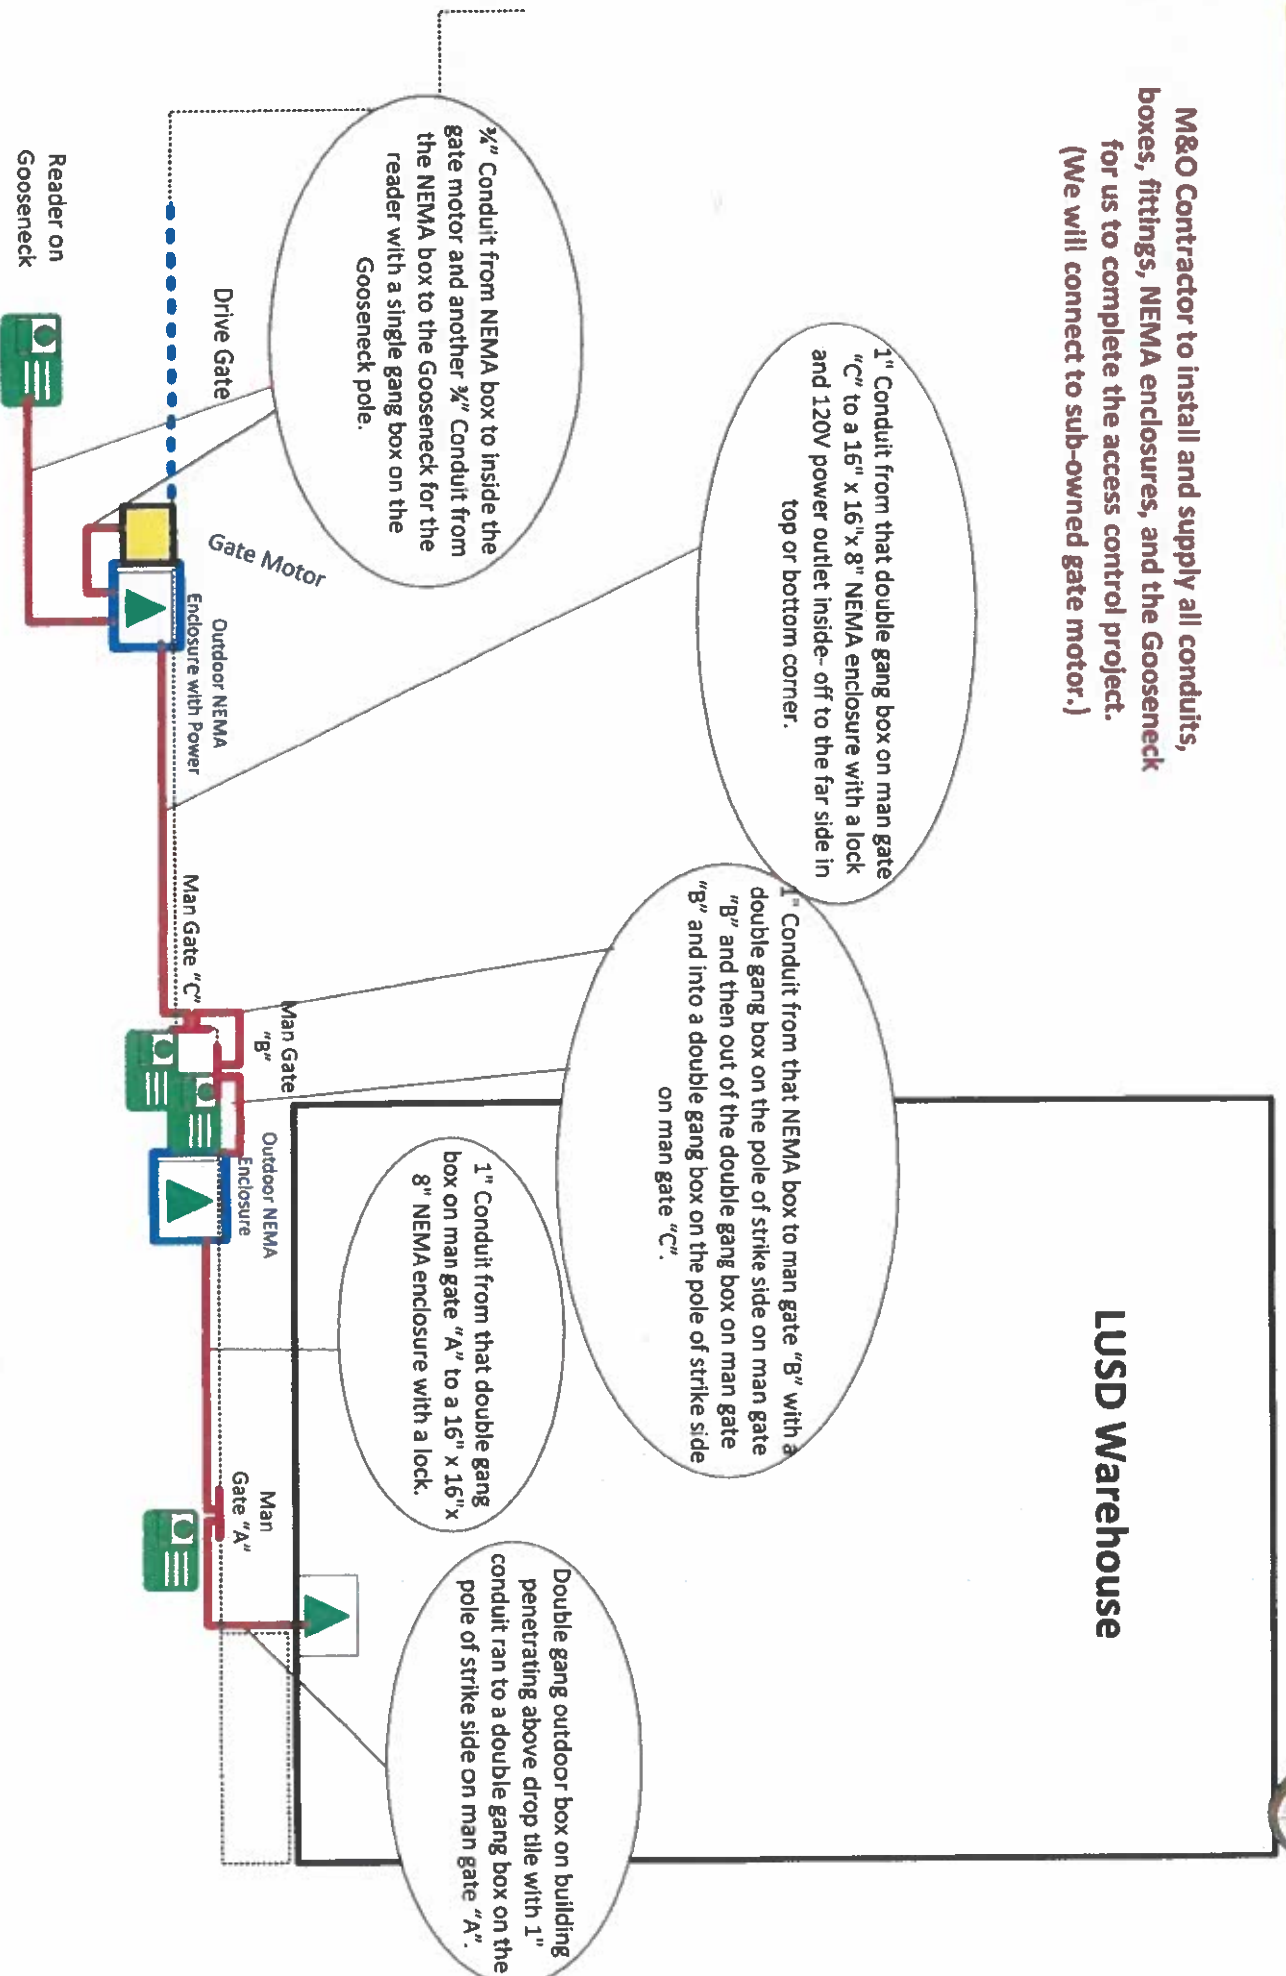 M&O Contractor to install and supply all conduits,
boxes, fittings, NEMA enclosures, and the Gooseneck
for us to complete the access control project.
(We will connect to sub-owned gate motor.)
LUSD Warehouse
¾" Conduit from NEMA box to inside the
gate motor and another ¾" Conduit from
the NEMA box to the Gooseneck for the
reader with a single gang box on the
Gooseneck pole.
1" Conduit from that double gang box on man gate
"C" to a 16" x 16"x 8" NEMA enclosure with a lock
and 120V power outlet inside- off to the far side in
top or bottom corner.
1" Conduit from that NEMA box to man gate "B" with a
double gang box on the pole of strike side on man gate
"B" and then out of the double gang box on man gate
"B" and into a double gang box on the pole of strike side
on man gate "C".
1" Conduit from that double gang
box on man gate "A" to a 16" x 16"x
8" NEMA enclosure with a lock.
Double gang outdoor box on building
penetrating above drop tile with 1"
conduit ran to a double gang box on the
pole of strike side on man gate "A".
Reader on
Gooseneck
Drive Gate
Gate Motor
Outdoor NEMA
Enclosure with Power
Man Gate "C"
Man Gate
"B"
Outdoor NEMA
Enclosure
Man
Gate "A"